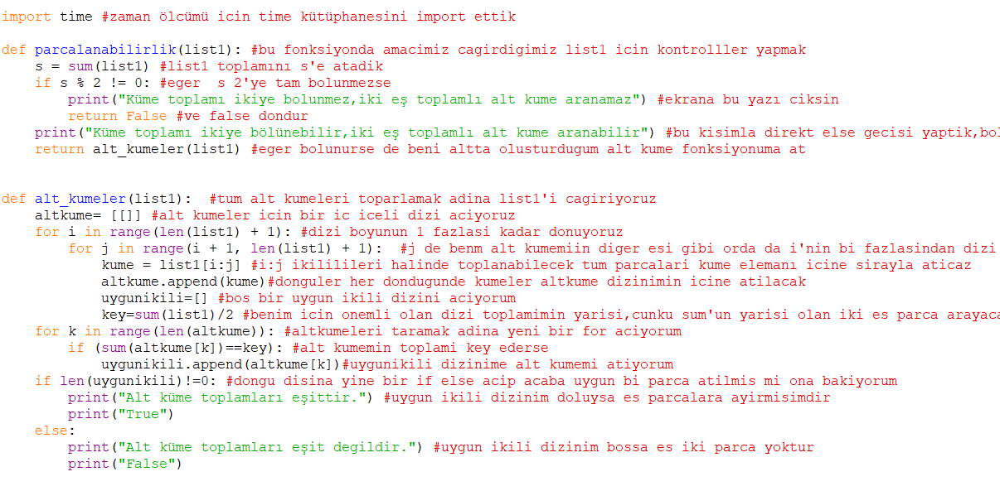 import time #zaman ölcümü icin time kütüphanesini import ettik
def parcalanabilirlik(list1): #bu fonksiyonda amacimiz cagirdigimiz list1 icin kontrolller yapmak
s = sum(list1) #list1 toplamını s'e atadik
if s % 2 != 0: #eger  s 2'ye tam bolunmezse
print("Küme toplamı ikiye bolunmez,iki eş toplamlı alt kume aranamaz") #ekrana bu yazı ciksin
return False #ve false dondur
print("Küme toplamı ikiye bölünebilir,iki eş toplamlı alt kume aranabilir") #bu kisimla direkt else gecisi yaptik,bol
return alt_kumeler(list1) #eger bolunurse de beni altta olusturdugum alt kume fonksiyonuma at
def alt_kumeler(list1):  #tum alt kumeleri toparlamak adina list1'i cagiriyoruz
altkume= [[]] #alt kumeler icin bir ic iceli dizi aciyoruz
for i in range(len(list1) + 1): #dizi boyunun 1 fazlasi kadar donuyoruz
for j in range(i + 1, len(list1) + 1):  #j de benm alt kumemiin diger esi gibi orda da i'nin bi fazlasindan dizi
kume = list1[i:j] #i:j ikililileri halinde toplanabilecek tum parcalari kume elemanı icine sirayla aticaz
altkume.append(kume)#donguler her dondugunde kumeler altkume dizinimin icine atilacak
uygunikili=[] #bos bir uygun ikili dizini aciyorum
key=sum(list1)/2 #benim icin onemli olan dizi toplamimin yarisi,cunku sum'un yarisi olan iki es parca arayaca
for k in range(len(altkume)): #altkumeleri taramak adina yeni bir for aciyorum
if (sum(altkume[k])==key): #alt kumemin toplami key ederse
uygunikili.append(altkume[k])#uygunikili dizinime alt kumemi atiyorum
if len(uygunikili)!=0: #dongu disina yine bir if else acip acaba uygun bi parca atilmis mi ona bakiyorum
print("Alt küme toplamları eşittir.") #uygun ikili dizinim doluysa es parcalara ayirmisimdir
print("True")
else:
print("Alt küme toplamları eşit degildir.") #uygun ikili dizinim bossa es iki parca yoktur
print("False")